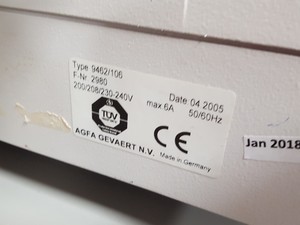 Type 9462/106
F-Nr 2980
Date 04 2005
200/208/230-240V
max 6A 50/60Hz
TÜV
CE
AGFA GEVAERT N.V.
Made in Germany
Jan 2018